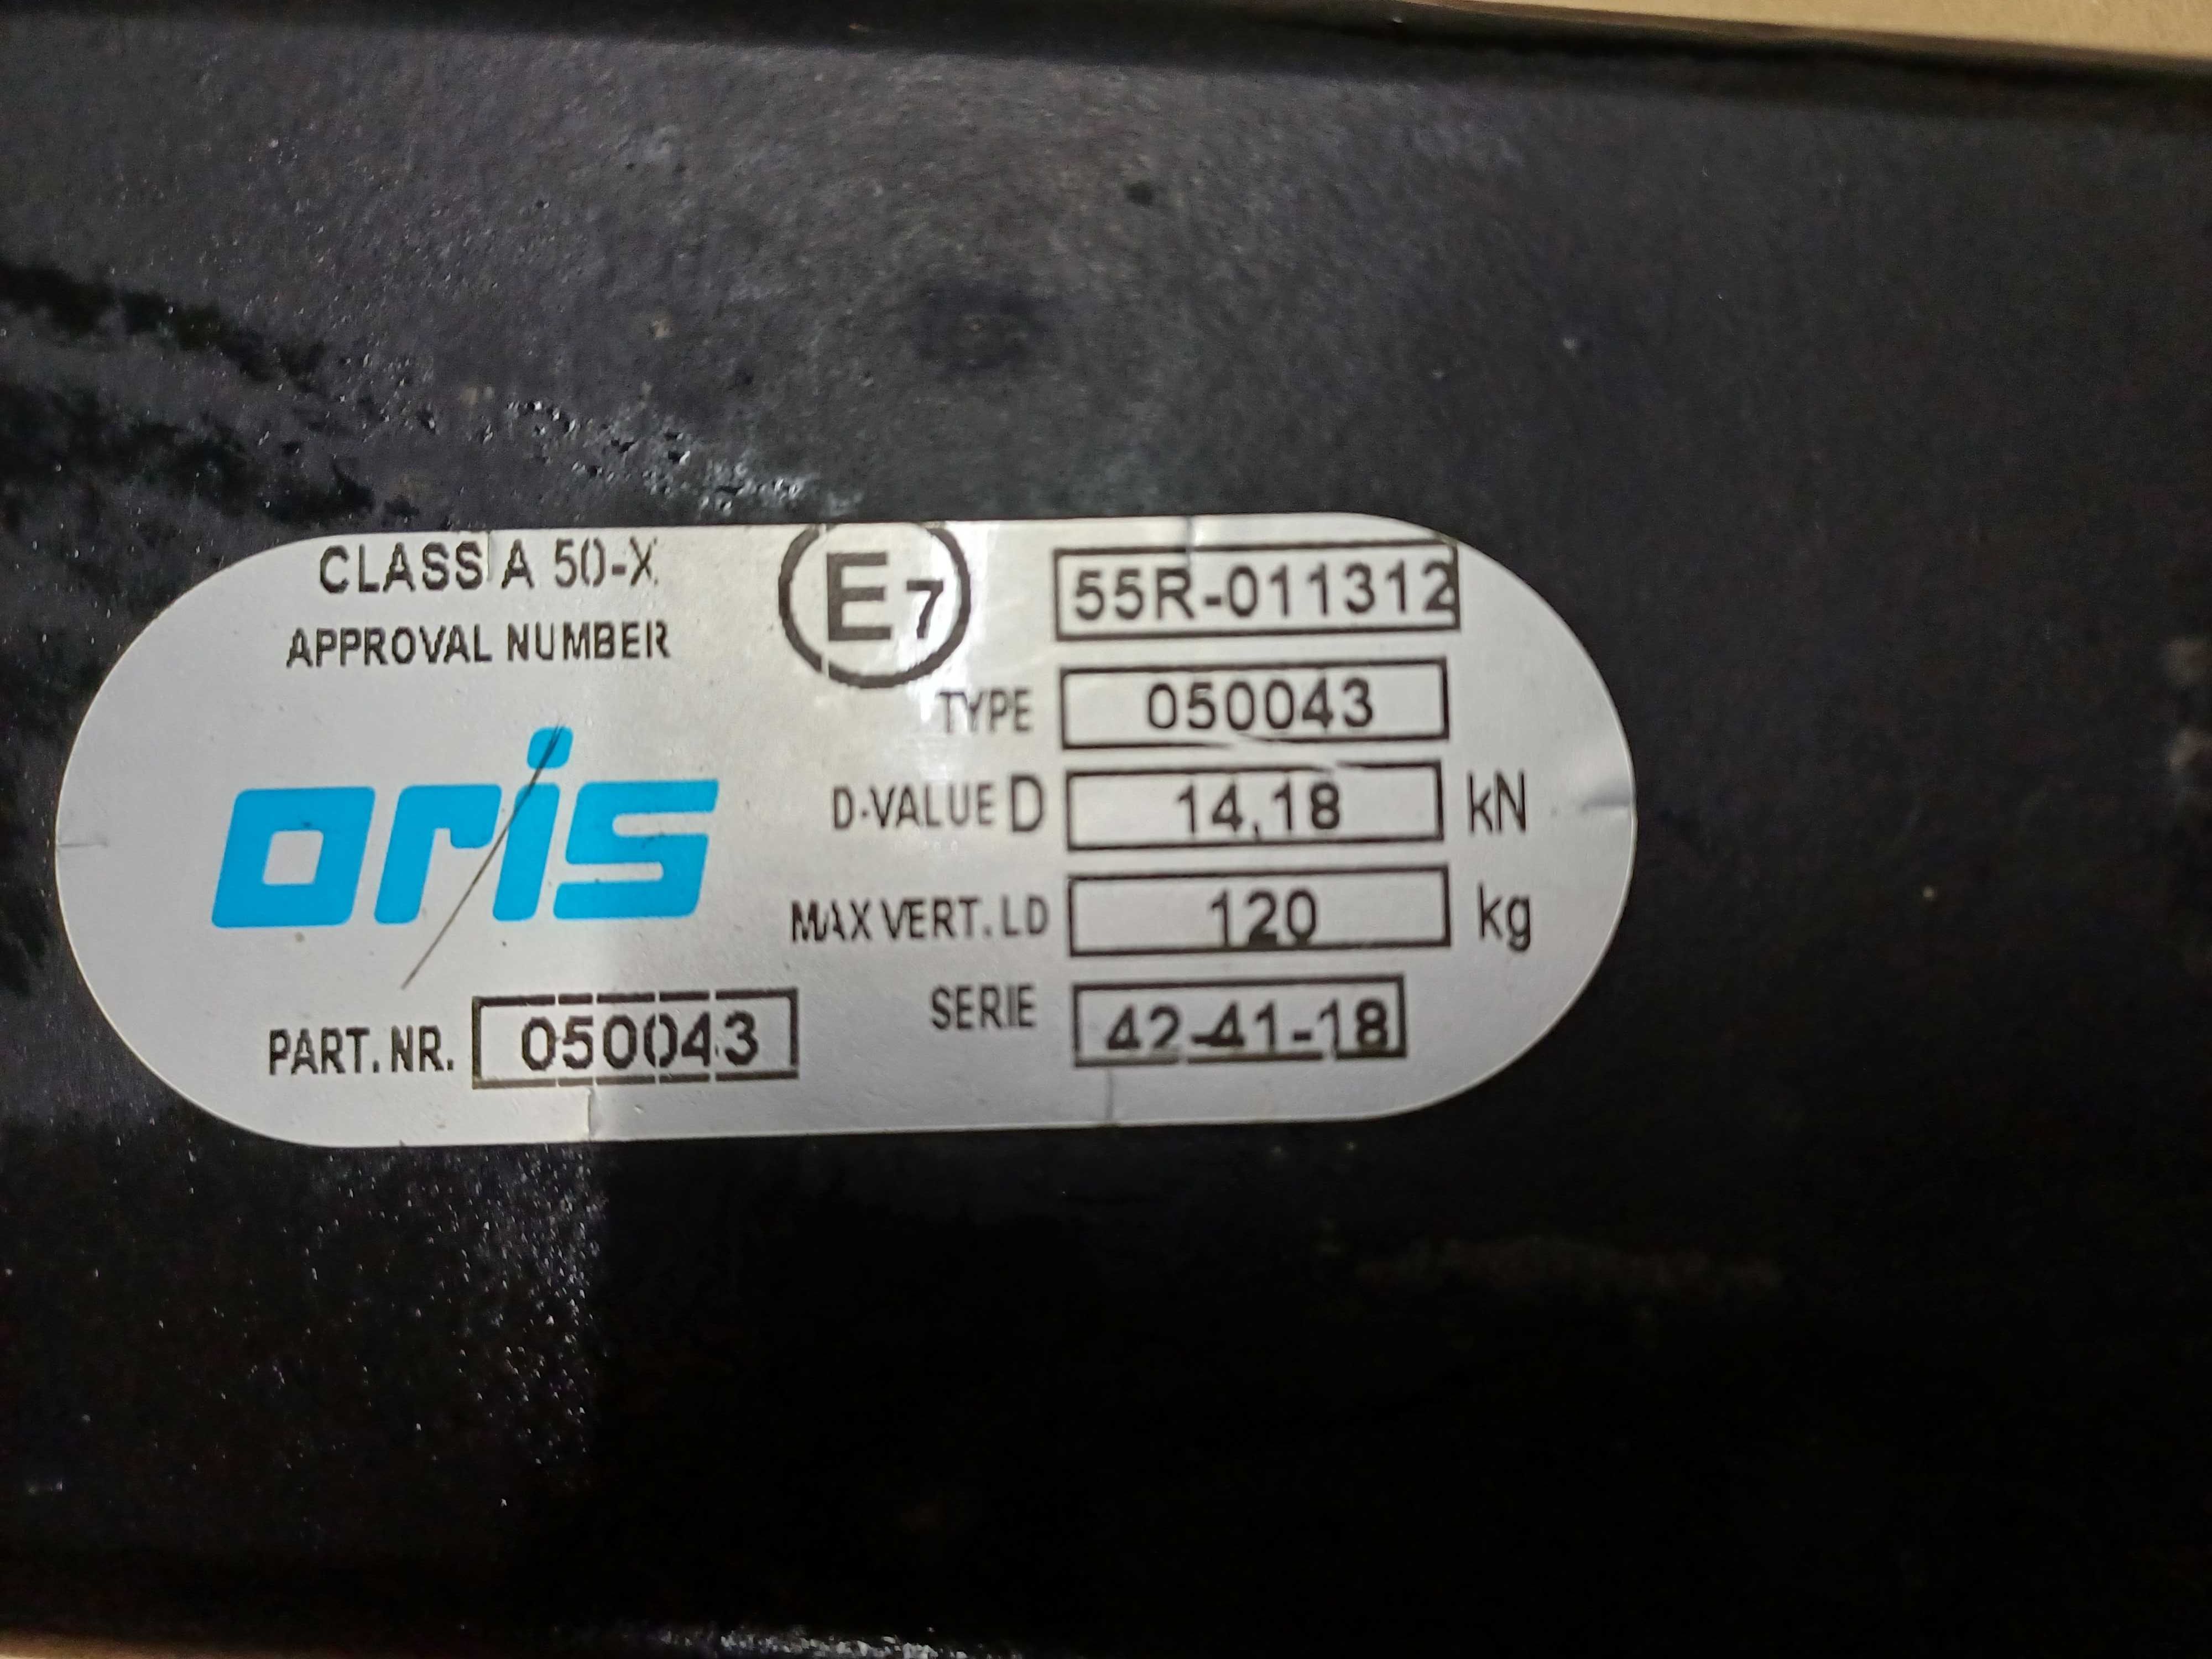 CLASS A 50-X
APPROVAL NUMBER
E7
55R-011312
TYPE 050043
oris
D-VALUE D 14,18 kN
MAX VERT. LD 120 kg
PART. NR. 050043
SERIE 42-41-18